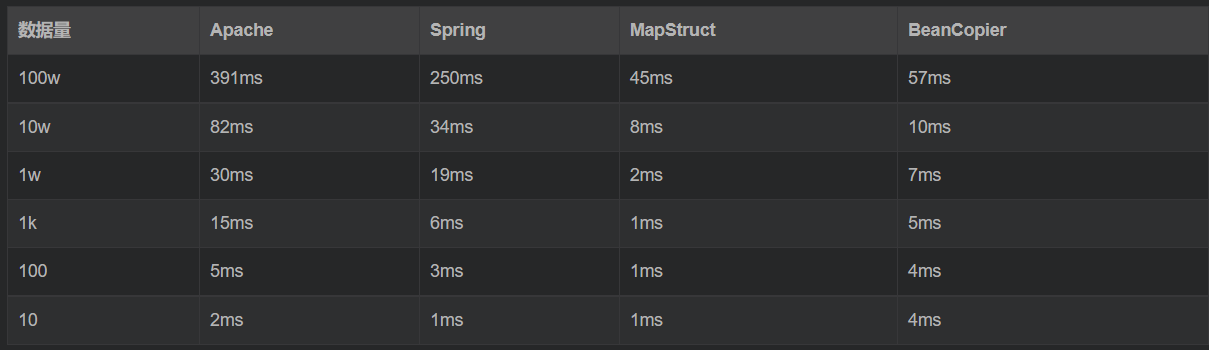 数据量 Apache Spring MapStruct BeanCopier
100w 391ms 250ms 45ms 57ms
10w 82ms 34ms 8ms 10ms
1w 30ms 19ms 2ms 7ms
1k 15ms 6ms 1ms 5ms
100 5ms 3ms 1ms 4ms
10 2ms 1ms 1ms 4ms